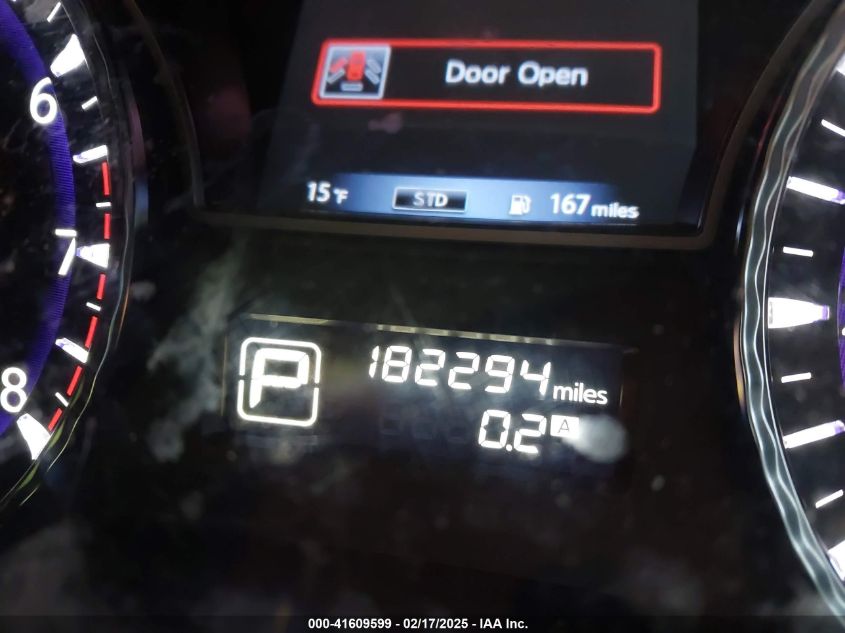 Door Open
6
15°F STD 167 miles
7
P 182294 miles
8
0.2 A
000-41609599 - 02/17/2025 - IAA Inc.